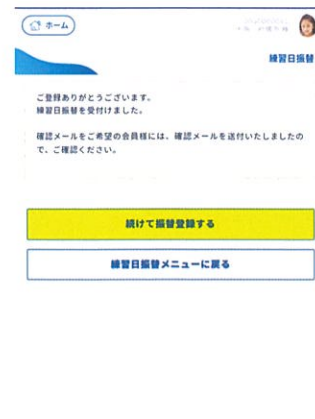 ホーム
練習日振替
ご登録ありがとうございます。
練習日振替を受付けました。
確認メールをご希望の会員様には、確認メールを送付いたしましたの
で、ご確認ください。
続けて振替登録する
練習日振替メニューに戻る